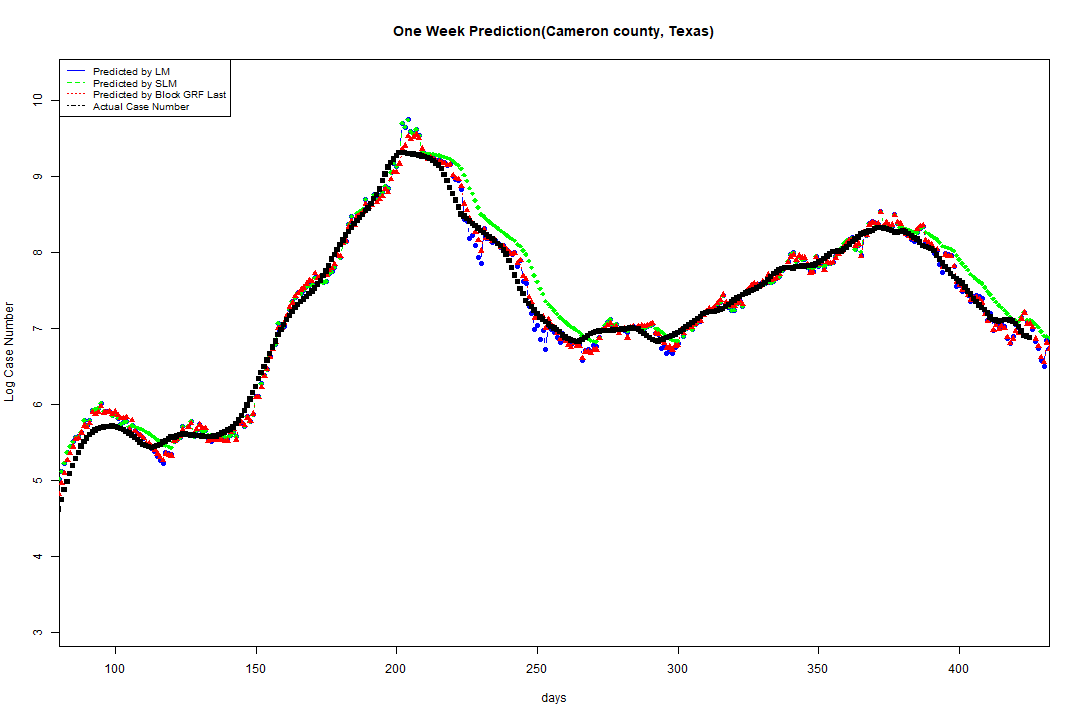 One Week Prediction(Cameron county, Texas)
Predicted by LM
Predicted by SLM
Predicted by Block GRF Last
Actual Case Number
Log Case Number
10
9
8
7
6
5
4
3
100 150 200 250 300 350 400
days